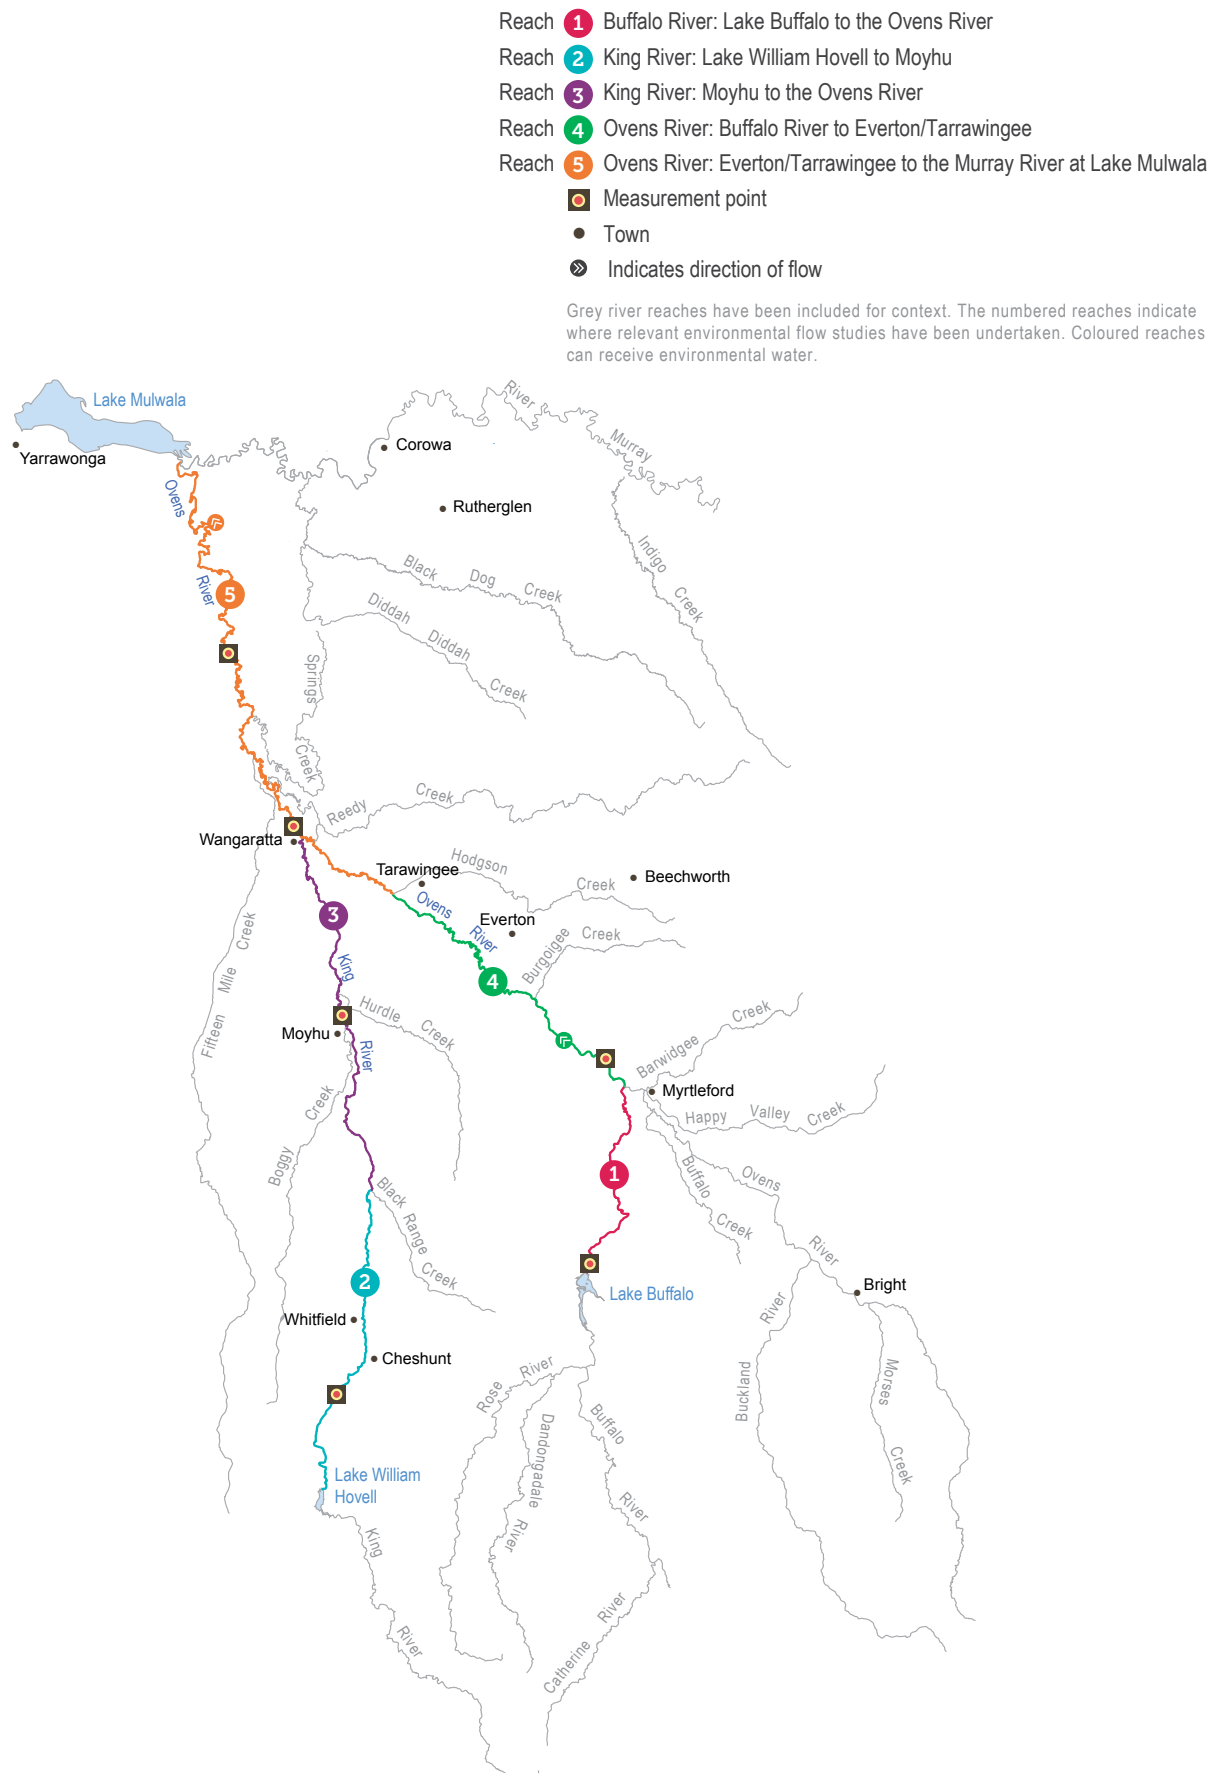 Reach 1 Buffalo River: Lake Buffalo to the Ovens River
Reach 2 King River: Lake William Hovell to Moyhu
Reach 3 King River: Moyhu to the Ovens River
Reach 4 Ovens River: Buffalo River to Everton/Tarrawingee
Reach 5 Ovens River: Everton/Tarrawingee to the Murray River at Lake Mulwala
Measurement point
Town
Indicates direction of flow
Grey river reaches have been included for context. The numbered reaches indicate
where relevant environmental flow studies have been undertaken. Coloured reaches
can receive environmental water.
Lake Mulwala
River
Murray
Corowa
Yarrawonga
Ovens
Rutherglen
River
5
Black Dog Creek
Indigo Creek
Diddah Diddah Creek
Springs Creek
Reedy Creek
Wangaratta
Tarawingee
Hodgson Creek
Beechworth
Ovens River
Everton
Burgoigee Creek
3
4
Fifteen Mile Creek
King River
Hurdle Creek
Moyhu
Boggy Creek
Barwidgee Creek
Myrtleford
Happy Valley Creek
1
Buffalo Creek
Ovens River
Black Range Creek
2
Lake Buffalo
Bright
Whitfield
Cheshunt
Buckland River
Morses Creek
Rose River
Dandongadale River
Buffalo River
Lake William
Hovell
King River
Catherine River